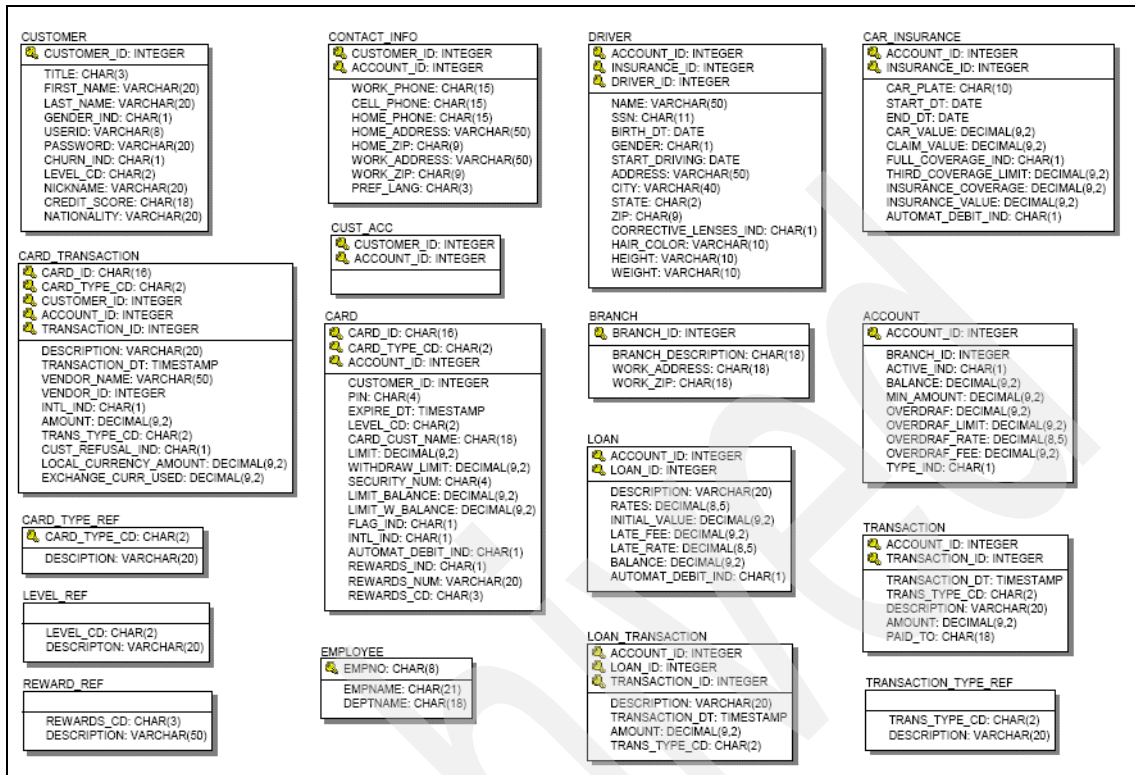 CUSTOMER
CUSTOMER_ID: INTEGER
TITLE: CHAR(3)
FIRST_NAME: VARCHAR(20)
LAST_NAME: VARCHAR(20)
GENDER_IND: CHAR(1)
USERID: VARCHAR(8)
PASSWORD: VARCHAR(20)
CHURN_IND: CHAR(1)
LEVEL_CD: CHAR(2)
NICKNAME: VARCHAR(20)
CREDIT_SCORE: CHAR(18)
NATIONALITY: VARCHAR(20)
CARD_TRANSACTION
CARD_ID: CHAR(16)
CARD_TYPE_CD: CHAR(2)
CUSTOMER_ID: INTEGER
ACCOUNT_ID: INTEGER
TRANSACTION_ID: INTEGER
DESCRIPTION: VARCHAR(20)
TRANSACTION_DT: TIMESTAMP
VENDOR_NAME: VARCHAR(50)
VENDOR_ID: INTEGER
INTL_IND: CHAR(1)
AMOUNT: DECIMAL(9,2)
TRANS_TYPE_CD: CHAR(2)
CUST_REFUSAL_IND: CHAR(1)
LOCAL_CURRENCY_AMOUNT: DECIMAL(9,2)
EXCHANGE_CURR_USED: DECIMAL(9,2)
CARD_TYPE_REF
CARD_TYPE_CD: CHAR(2)
DESCIPTION: VARCHAR(20)
LEVEL_REF
LEVEL_CD: CHAR(2)
DESCRIPTON: VARCHAR(20)
REWARD_REF
REWARDS_CD: CHAR(3)
DESCRIPTION: VARCHAR(50)
CONTACT_INFO
CUSTOMER_ID: INTEGER
ACCOUNT_ID: INTEGER
WORK_PHONE: CHAR(15)
CELL_PHONE: CHAR(15)
HOME_PHONE: CHAR(15)
HOME_ADDRESS: VARCHAR(50)
HOME_ZIP: CHAR(9)
WORK_ADDRESS: VARCHAR(50)
WORK_ZIP: CHAR(9)
PREF_LANG: CHAR(3)
CUST_ACC
CUSTOMER_ID: INTEGER
ACCOUNT_ID: INTEGER
CARD
CARD_ID: CHAR(16)
CARD_TYPE_CD: CHAR(2)
ACCOUNT_ID: INTEGER
CUSTOMER_ID: INTEGER
PIN: CHAR(4)
EXPIRE_DT: TIMESTAMP
LEVEL_CD: CHAR(2)
CARD_CUST_NAME: CHAR(18)
LIMIT: DECIMAL(9,2)
WITHDRAW_LIMIT: DECIMAL(9,2)
SECURITY_NUM: CHAR(4)
LIMIT_BALANCE: DECIMAL(9,2)
LIMIT_W_BALANCE: DECIMAL(9,2)
FLAG_IND: CHAR(1)
INTL_IND: CHAR(1)
AUTOMAT_DEBIT_IND: CHAR(1)
REWARDS_IND: CHAR(1)
REWARDS_NUM: VARCHAR(20)
REWARDS_CD: CHAR(3)
EMPLOYEE
EMPNO: CHAR(8)
EMPNAME: CHAR(21)
DEPTNAME: CHAR(18)
DRIVER
ACCOUNT_ID: INTEGER
INSURANCE_ID: INTEGER
DRIVER_ID: INTEGER
NAME: VARCHAR(50)
SSN: CHAR(11)
BIRTH_DT: DATE
GENDER: CHAR(1)
START_DRIVING: DATE
ADDRESS: VARCHAR(50)
CITY: VARCHAR(40)
STATE: CHAR(2)
ZIP: CHAR(9)
CORRECTIVE_LENSES_IND: CHAR(1)
HAIR_COLOR: VARCHAR(10)
HEIGHT: VARCHAR(10)
WEIGHT: VARCHAR(10)
BRANCH
BRANCH_ID: INTEGER
BRANCH_DESCRIPTION: CHAR(18)
WORK_ADDRESS: CHAR(18)
WORK_ZIP: CHAR(18)
LOAN
ACCOUNT_ID: INTEGER
LOAN_ID: INTEGER
DESCRIPTION: VARCHAR(20)
RATES: DECIMAL(8,5)
INITIAL_VALUE: DECIMAL(9,2)
LATE_FEE: DECIMAL(9,2)
LATE_RATE: DECIMAL(8,5)
BALANCE: DECIMAL(9,2)
AUTOMAT_DEBIT_IND: CHAR(1)
LOAN_TRANSACTION
ACCOUNT_ID: INTEGER
LOAN_ID: INTEGER
TRANSACTION_ID: INTEGER
DESCRIPTION: VARCHAR(20)
TRANSACTION_DT: TIMESTAMP
AMOUNT: DECIMAL(9,2)
TRANS_TYPE_CD: CHAR(2)
CAR_INSURANCE
ACCOUNT_ID: INTEGER
INSURANCE_ID: INTEGER
CAR_PLATE: CHAR(10)
START_DT: DATE
END_DT: DATE
CAR_VALUE: DECIMAL(9,2)
CLAIM_VALUE: DECIMAL(9,2)
FULL_COVERAGE_IND: CHAR(1)
THIRD_COVERAGE_LIMIT: DECIMAL(9,2)
INSURANCE_COVERAGE: DECIMAL(9,2)
INSURANCE_VALUE: DECIMAL(9,2)
AUTOMAT_DEBIT_IND: CHAR(1)
ACCOUNT
ACCOUNT_ID: INTEGER
BRANCH_ID: INTEGER
ACTIVE_IND: CHAR(1)
BALANCE: DECIMAL(9,2)
MIN_AMOUNT: DECIMAL(9,2)
OVERDRAF: DECIMAL(9,2)
OVERDRAF_LIMIT: DECIMAL(9,2)
OVERDRAF_RATE: DECIMAL(8,5)
OVERDRAF_FEE: DECIMAL(9,2)
TYPE_IND: CHAR(1)
TRANSACTION
ACCOUNT_ID: INTEGER
TRANSACTION_ID: INTEGER
TRANSACTION_DT: TIMESTAMP
TRANS_TYPE_CD: CHAR(2)
DESCRIPTION: VARCHAR(20)
AMOUNT: DECIMAL(9,2)
PAID_TO: CHAR(18)
TRANSACTION_TYPE_REF
TRANS_TYPE_CD: CHAR(2)
DESCRIPTION: VARCHAR(20)